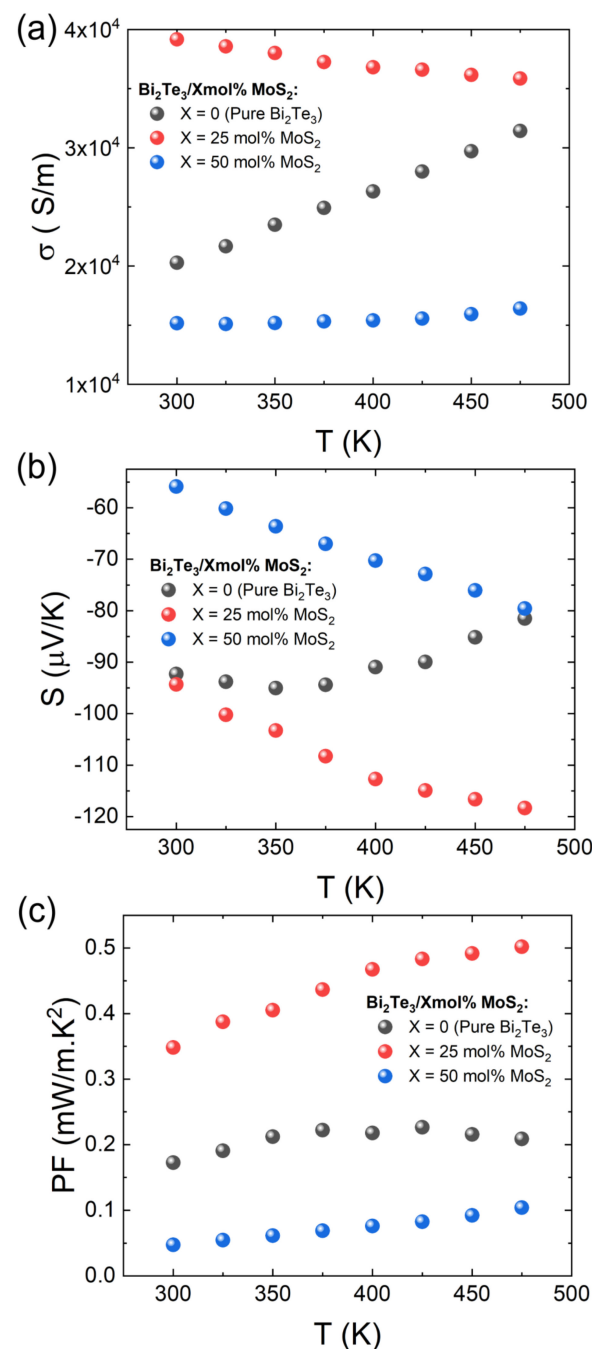 (a)
4x10⁴
3x10⁴
2x10⁴
1x10⁴
σ ( S/m)
Bi₂Te₃/Xmol% MoS₂:
X = 0 (Pure Bi₂Te₃)
X = 25 mol% MoS₂
X = 50 mol% MoS₂
300 350 400 450 500
T (K)
(b)
-60
-70
-80
-90
-100
-110
-120
S (μV/K)
Bi₂Te₃/Xmol% MoS₂:
X = 0 (Pure Bi₂Te₃)
X = 25 mol% MoS₂
X = 50 mol% MoS₂
300 350 400 450 500
T (K)
(c)
0.5
0.4
0.3
0.2
0.1
0.0
PF (mW/m.K²)
Bi₂Te₃/Xmol% MoS₂:
X = 0 (Pure Bi₂Te₃)
X = 25 mol% MoS₂
X = 50 mol% MoS₂
300 350 400 450 500
T (K)